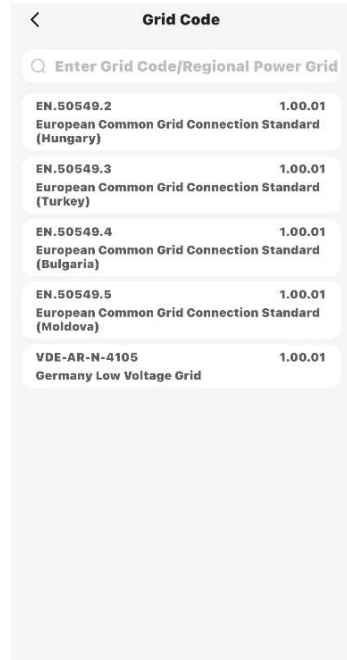 Grid Code
Enter Grid Code/Regional Power Grid
EN.50549.2 1.00.01
European Common Grid Connection Standard
(Hungary)
EN.50549.3 1.00.01
European Common Grid Connection Standard
(Turkey)
EN.50549.4 1.00.01
European Common Grid Connection Standard
(Bulgaria)
EN.50549.5 1.00.01
European Common Grid Connection Standard
(Moldova)
VDE-AR-N-4105 1.00.01
Germany Low Voltage Grid